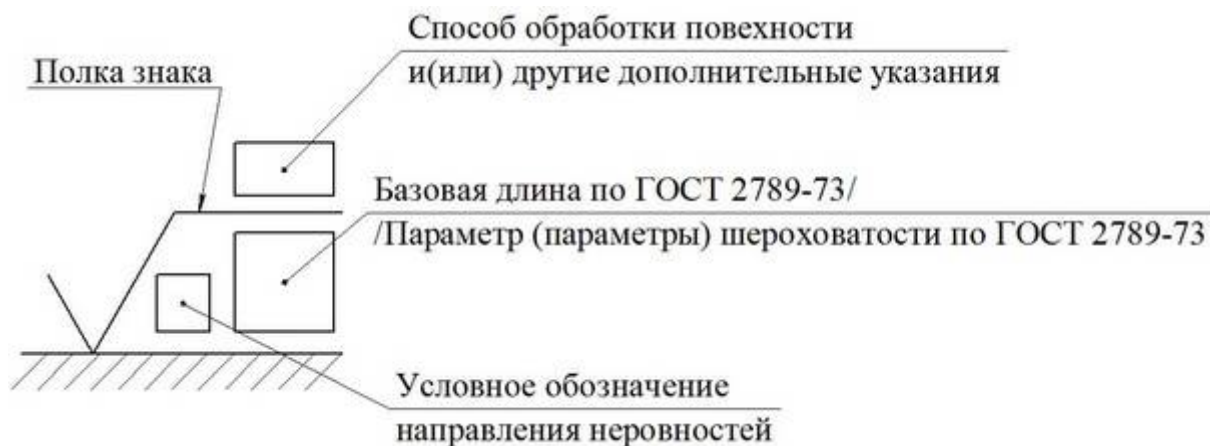 Способ обработки повехности
и(или) другие дополнительные указания
Полка знака
Базовая длина по ГОСТ 2789-73/
/Параметр (параметры) шероховатости по ГОСТ 2789-73
Условное обозначение
направления неровностей